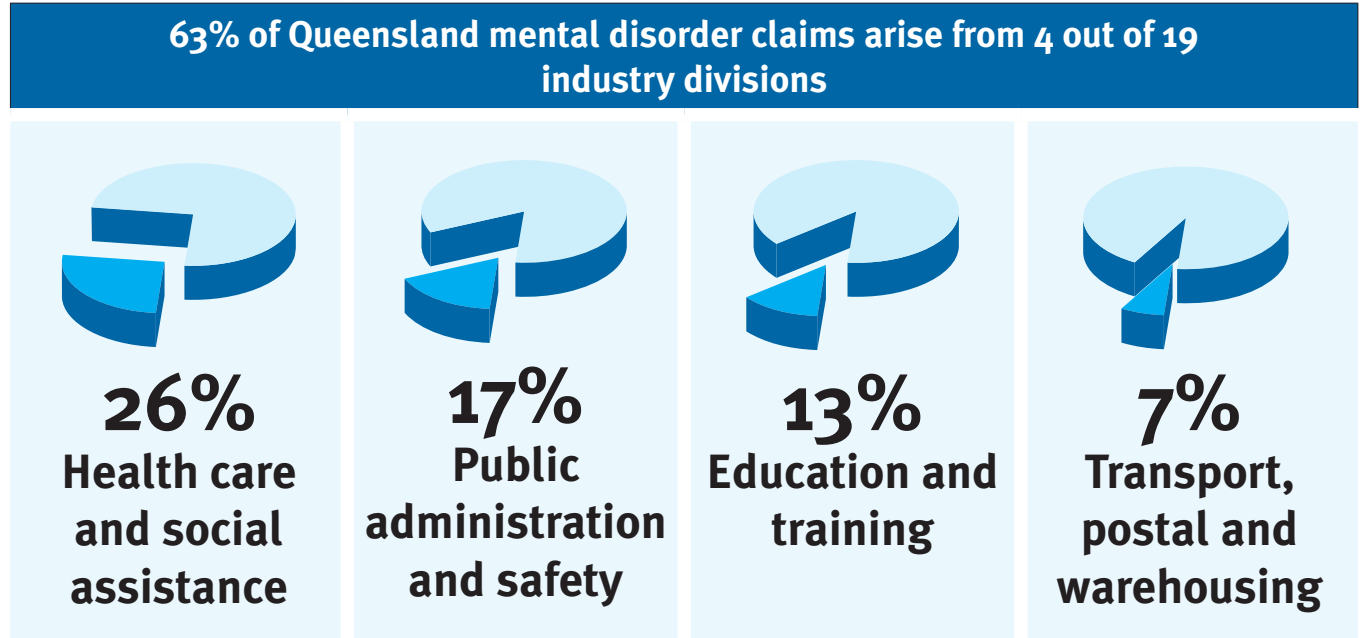 63% of Queensland mental disorder claims arise from 4 out of 19
industry divisions
26%
Health care
and social
assistance
17%
Public
administration
and safety
13%
Education and
training
7%
Transport,
postal and
warehousing